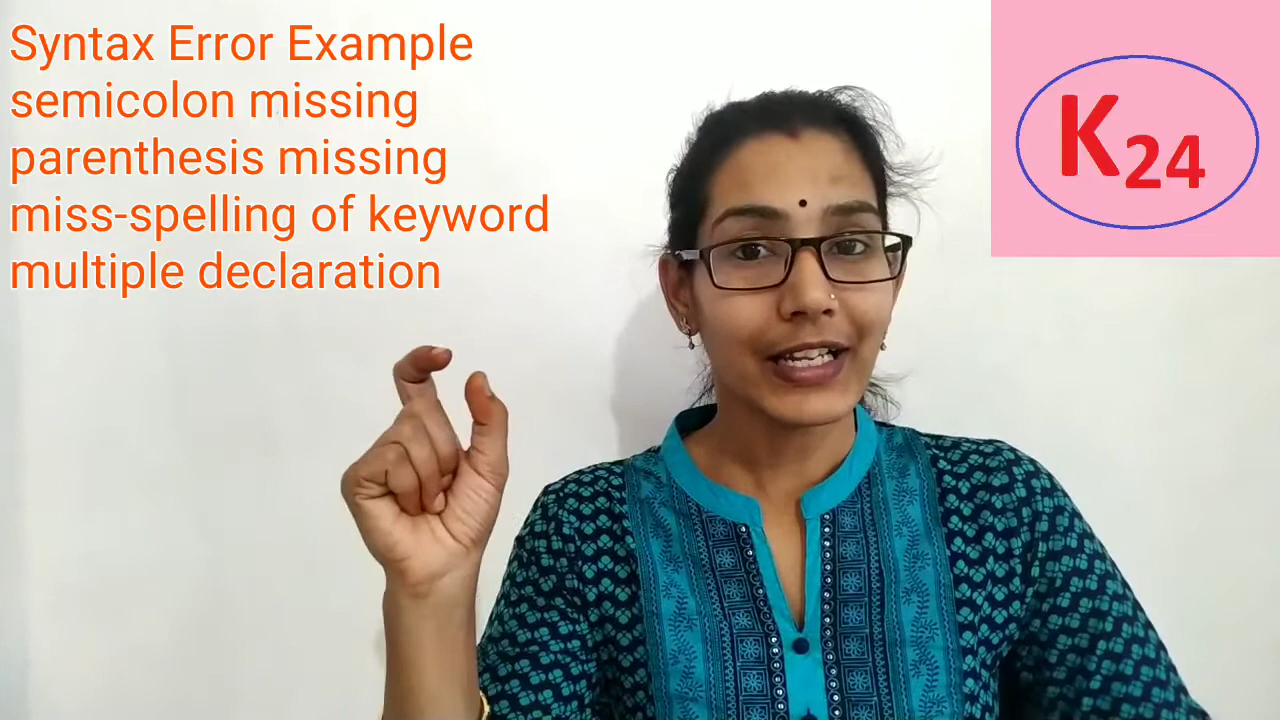 Syntax Error Example
semicolon missing
parenthesis missing
miss-spelling of keyword
multiple declaration
K24